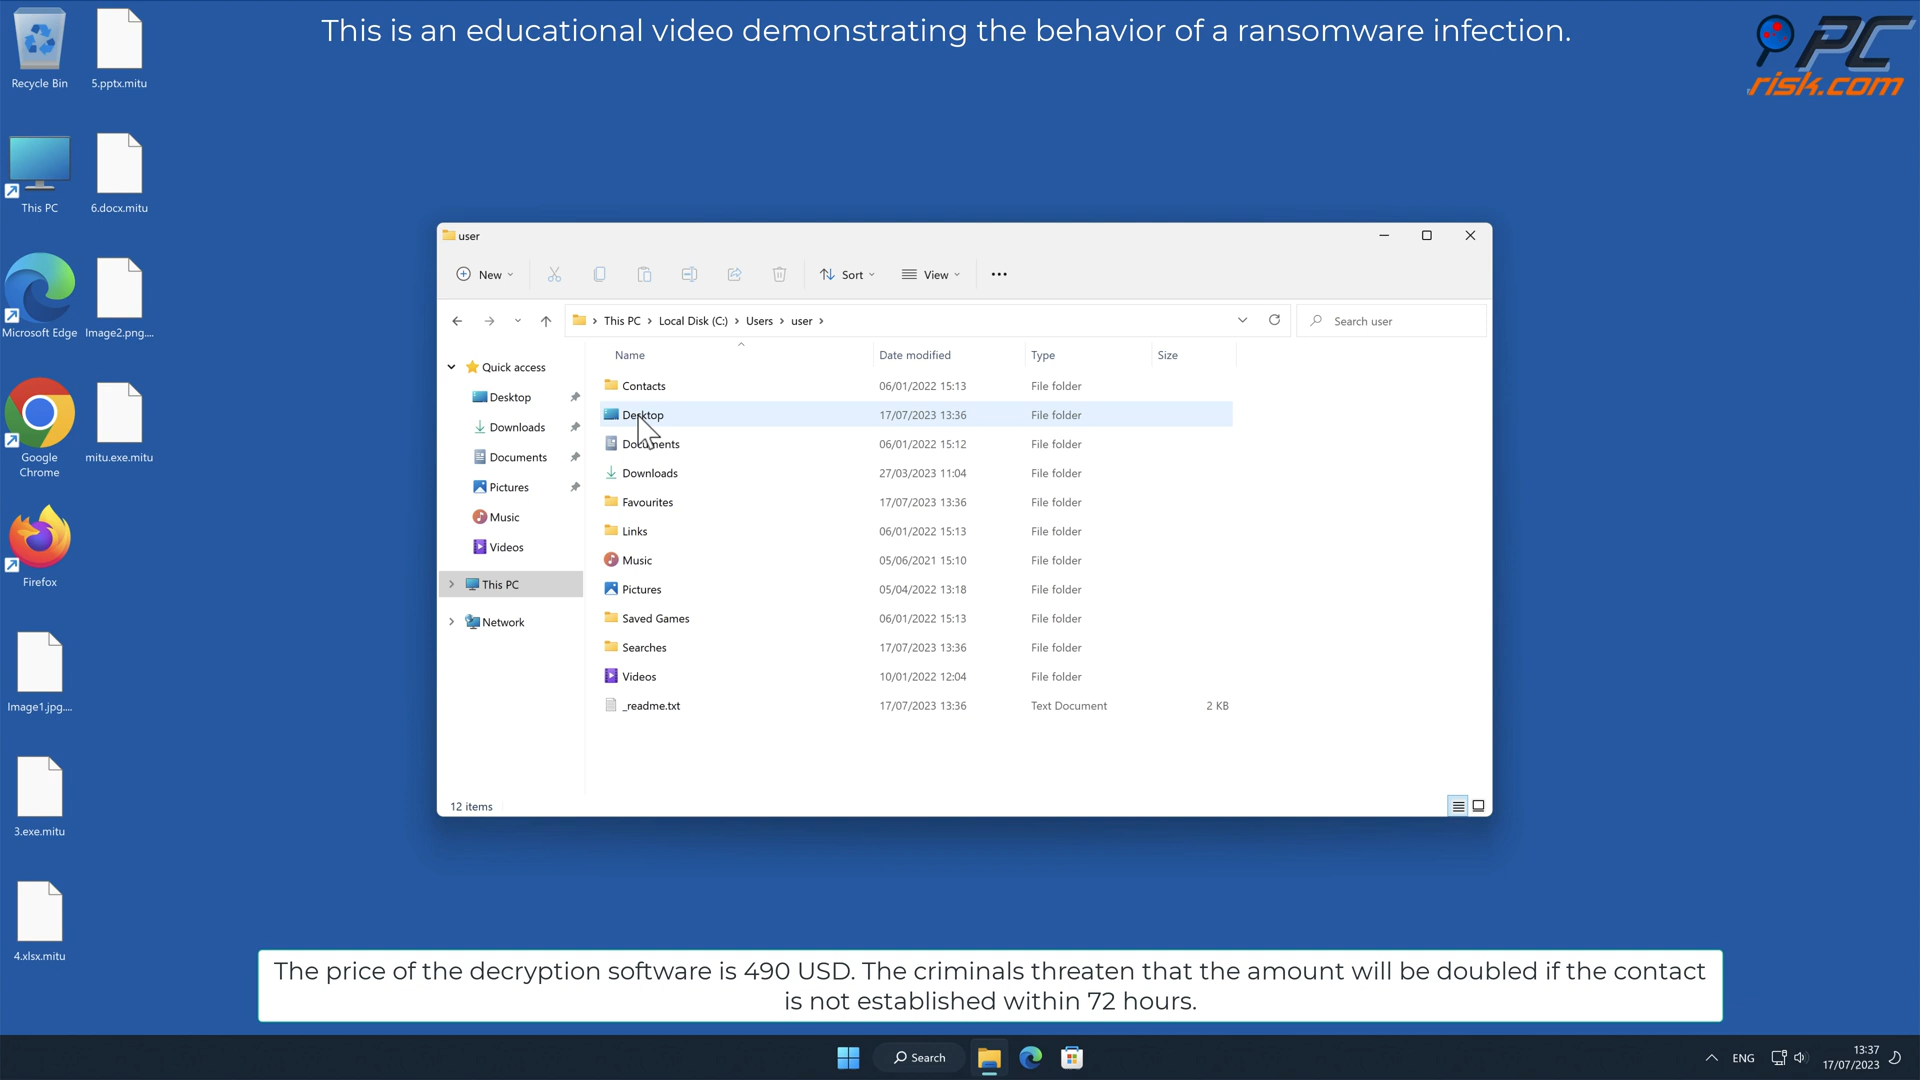 This is an educational video demonstrating the behavior of a ransomware infection.
PC
risk.com
Recycle Bin
5.pptx.mitu
This PC
6.docx.mitu
Microsoft Edge
Image2.png....
Google
Chrome
mitu.exe.mitu
Firefox
Image1.jpg....
3.exe.mitu
4.xlsx.mitu
user
New
Sort
View
This PC
Local Disk (C:)
Users
user
Search user
Quick access
Desktop
Downloads
Documents
Pictures
Music
Videos
This PC
Network
Name Date modified Type Size
Contacts 06/01/2022 15:13 File folder
Desktop 17/07/2023 13:36 File folder
Documents 06/01/2022 15:12 File folder
Downloads 27/03/2023 11:04 File folder
Favourites 17/07/2023 13:36 File folder
Links 06/01/2022 15:13 File folder
Music 05/06/2021 15:10 File folder
Pictures 05/04/2022 13:18 File folder
Saved Games 06/01/2022 15:13 File folder
Searches 17/07/2023 13:36 File folder
Videos 10/01/2022 12:04 File folder
_readme.txt 17/07/2023 13:36 Text Document 2 KB
12 items
The price of the decryption software is 490 USD. The criminals threaten that the amount will be doubled if the contact
is not established within 72 hours.
Search
ENG
13:37
17/07/2023